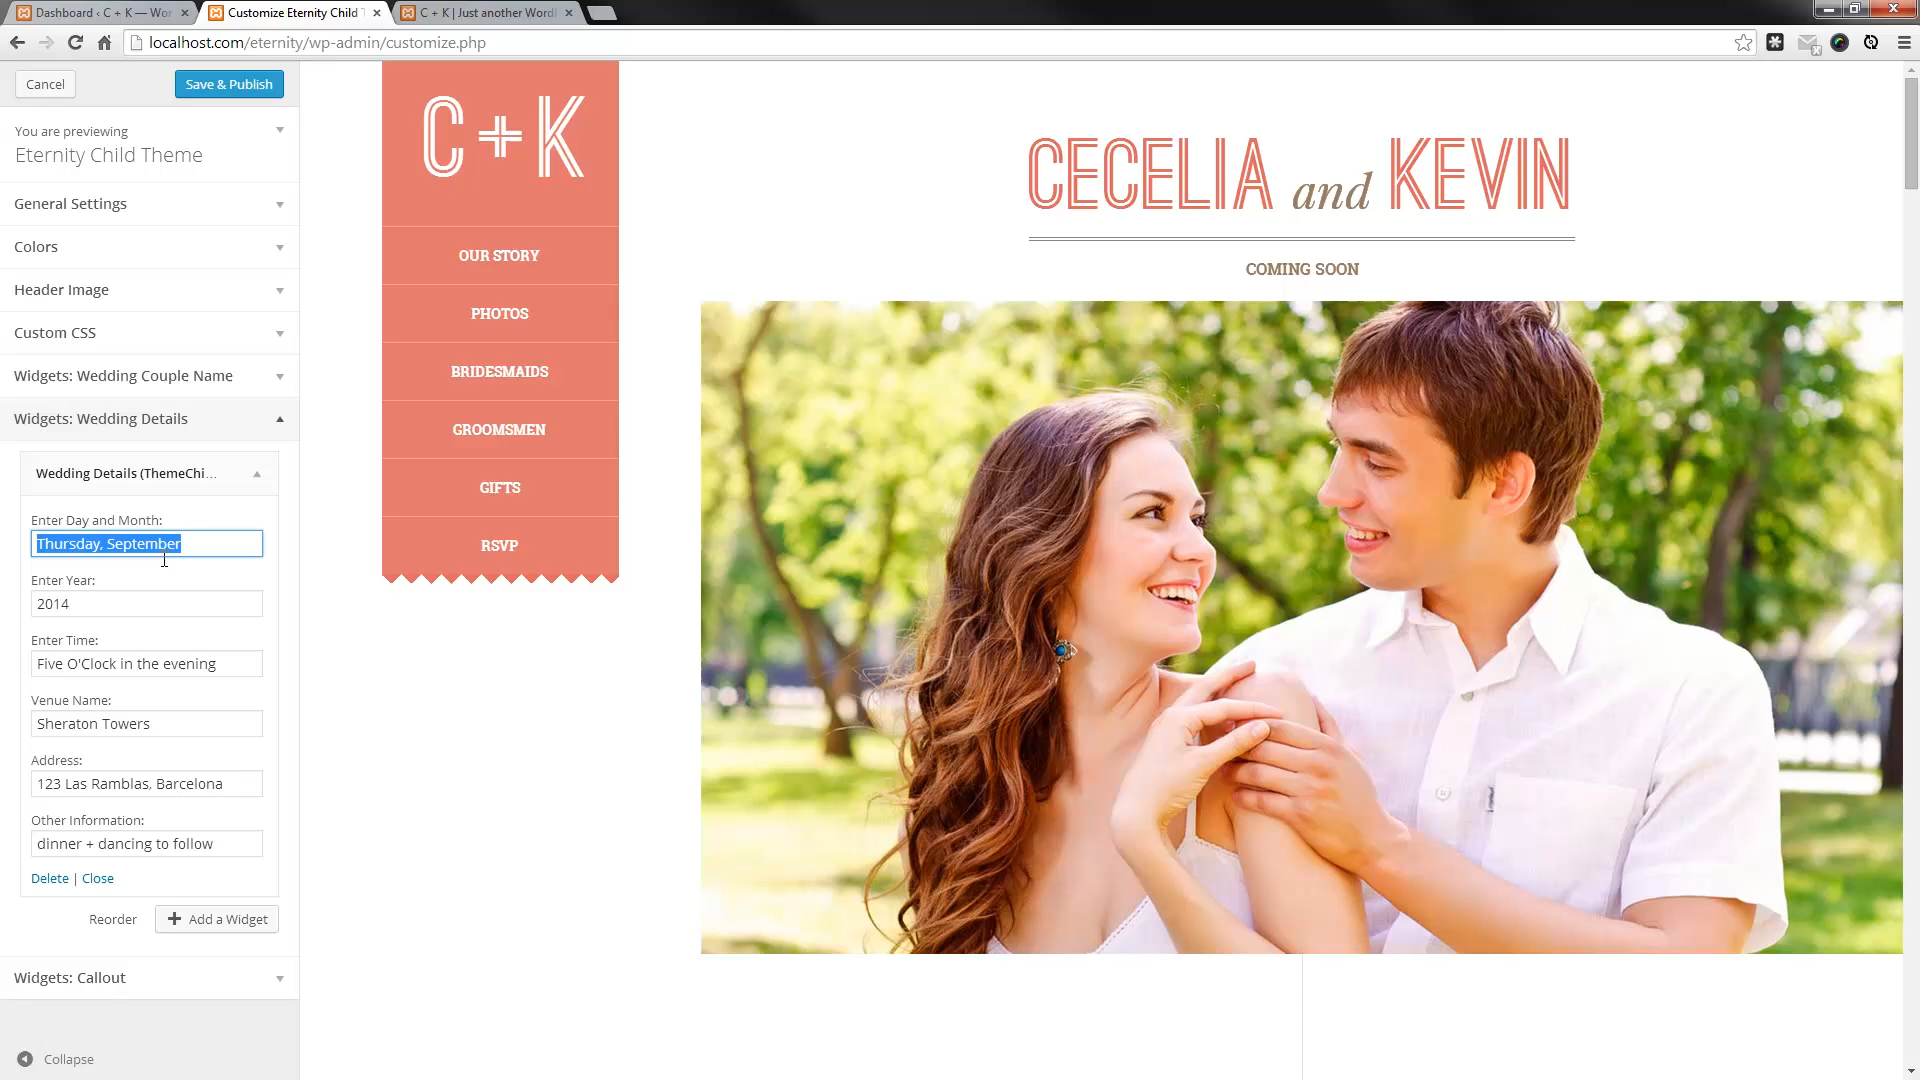 Dashboard ‹ C + K — Wor
Customize Eternity Child T
C + K | Just another Word
localhost.com/eternity/wp-admin/customize.php
Cancel
Save & Publish
You are previewing
Eternity Child Theme
General Settings
Colors
Header Image
Custom CSS
Widgets: Wedding Couple Name
Widgets: Wedding Details
Wedding Details (ThemeChi...
Enter Day and Month:
Thursday, September
Enter Year:
2014
Enter Time:
Five O'Clock in the evening
Venue Name:
Sheraton Towers
Address:
123 Las Ramblas, Barcelona
Other Information:
dinner + dancing to follow
Delete | Close
Reorder
Add a Widget
Widgets: Callout
Collapse
C + K
OUR STORY
PHOTOS
BRIDESMAIDS
GROOMSMEN
GIFTS
RSVP
CECELIA and KEVIN
COMING SOON